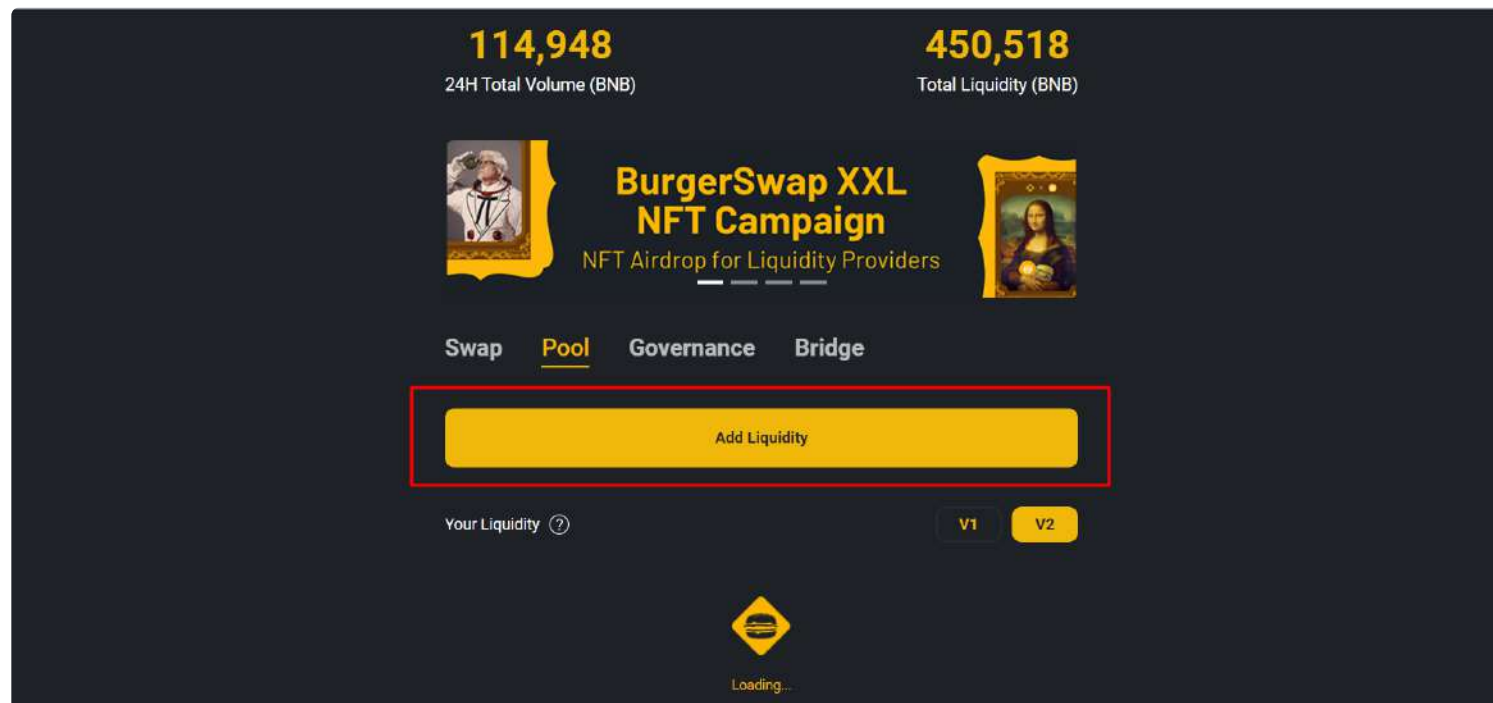 114,948
450,518
24H Total Volume (BNB)
Total Liquidity (BNB)
BurgerSwap XXL
NFT Campaign
NFT Airdrop for Liquidity Providers
Swap Pool Governance Bridge
Add Liquidity
Your Liquidity ?
V1 V2
Loading...